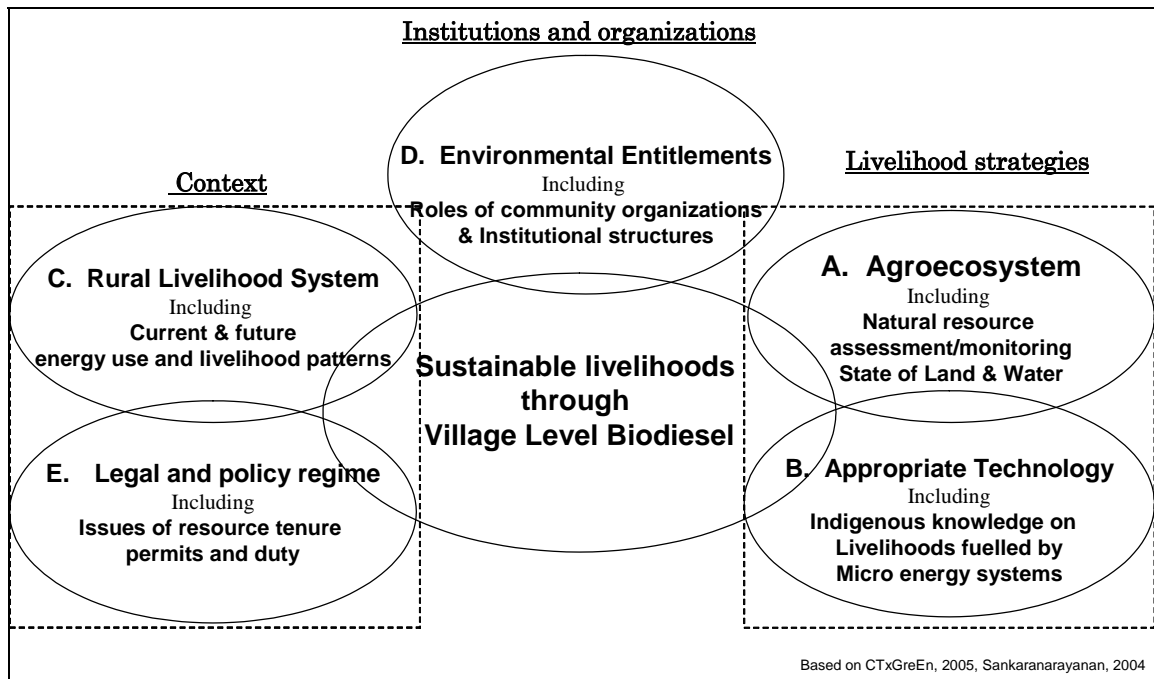 Institutions and organizations
D. Environmental Entitlements
Including
Roles of community organizations
& Institutional structures
Context
C. Rural Livelihood System
Including
Current & future
energy use and livelihood patterns
E. Legal and policy regime
Including
Issues of resource tenure
permits and duty
Sustainable livelihoods
through
Village Level Biodiesel
Livelihood strategies
A. Agroecosystem
Including
Natural resource
assessment/monitoring
State of Land & Water
B. Appropriate Technology
Including
Indigenous knowledge on
Livelihoods fuelled by
Micro energy systems
Based on CTxGreEn, 2005, Sankaranarayanan, 2004